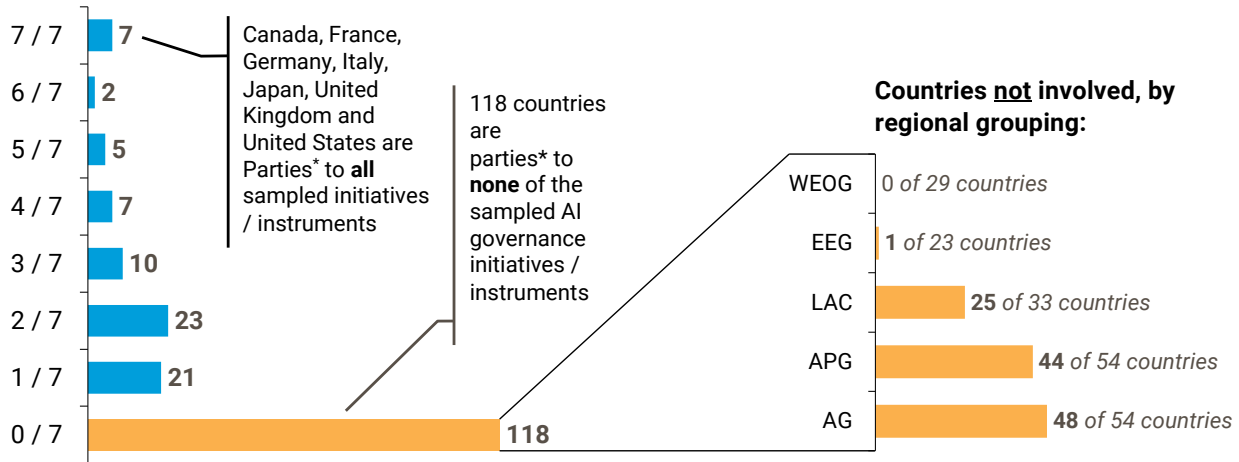 7 / 7
7
6 / 7
2
5 / 7
5
4 / 7
7
3 / 7
10
2 / 7
23
1 / 7
21
0 / 7
118
Canada, France,
Germany, Italy,
Japan, United
Kingdom and
United States are
Parties* to all
sampled initiatives
/ instruments
118 countries
are
parties* to
none of the
sampled AI
governance
initiatives /
instruments
Countries not involved, by
regional grouping:
WEOG 0 of 29 countries
EEG 1 of 23 countries
LAC 25 of 33 countries
APG 44 of 54 countries
AG 48 of 54 countries